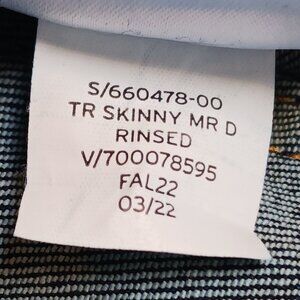 S/660478-00
TR SKINNY MR D
RINSED
V/700078595
FAL22
03/22